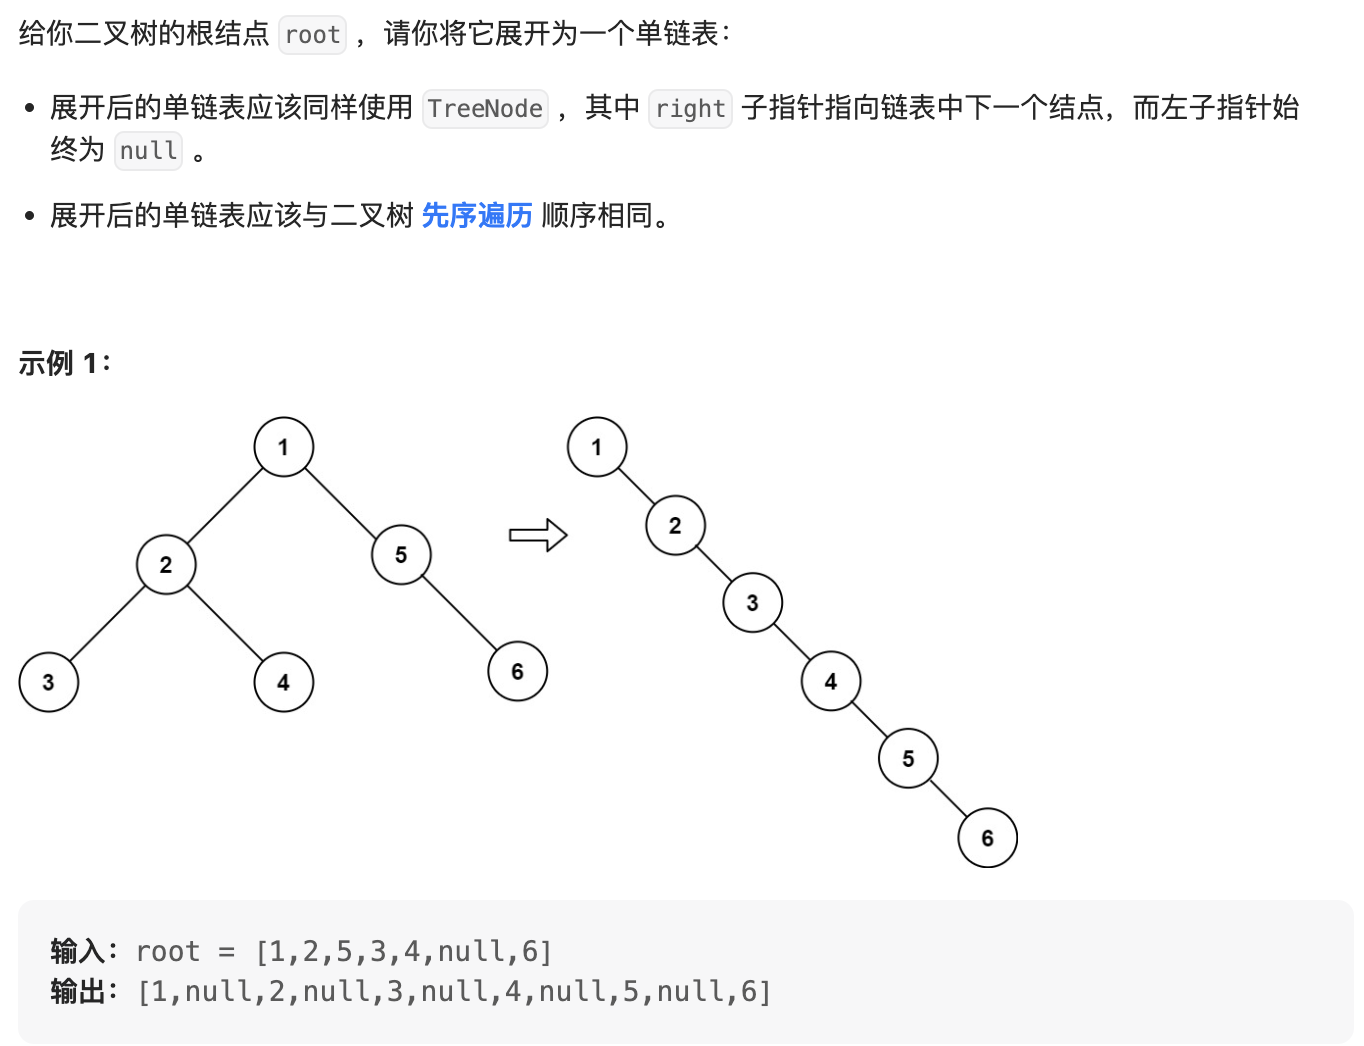 给你二叉树的根结点 root ，请你将它展开为一个单链表：
展开后的单链表应该同样使用 TreeNode ，其中 right 子指针指向链表中下一个结点，而左子指针始
终为 null 。
展开后的单链表应该与二叉树 先序遍历 顺序相同。
示例 1：
1
2
5
3
4
6
1
2
3
4
5
6
输入：root = [1,2,5,3,4,null,6]
输出：[1,null,2,null,3,null,4,null,5,null,6]